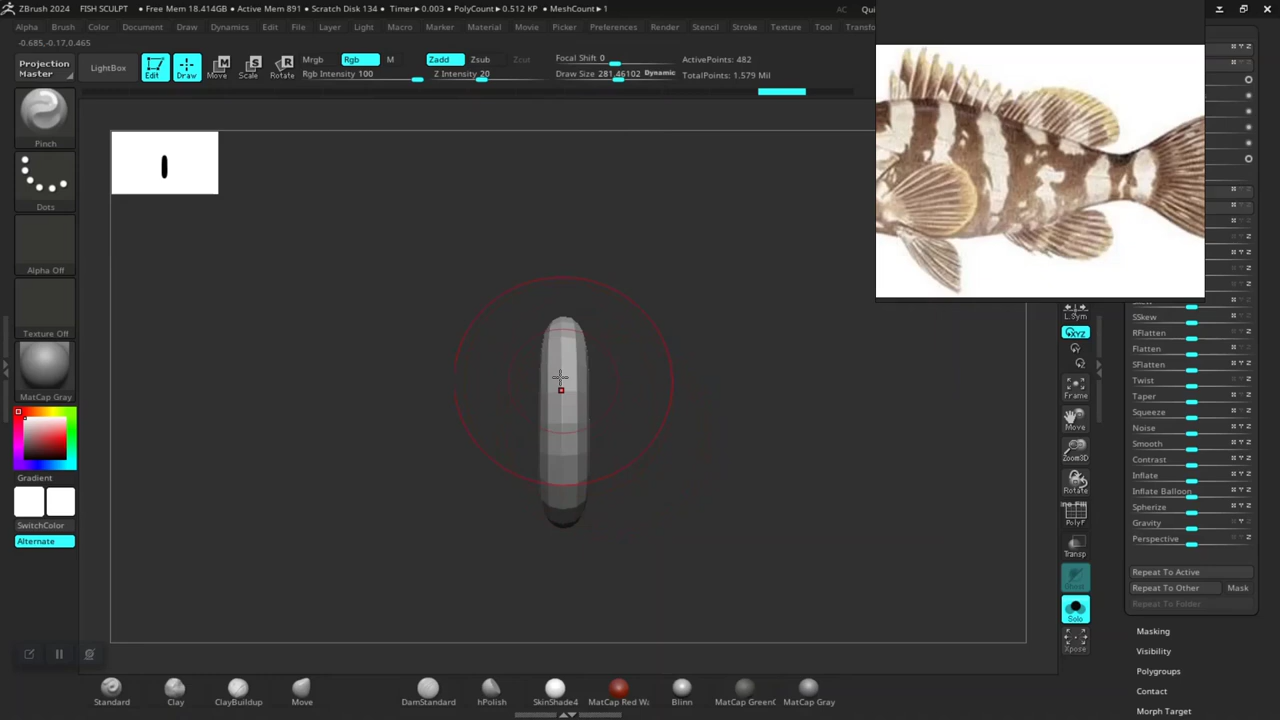 ZBrush 2024 FISH SCULPT • Free Mem 18.414GB • Active Mem 891 • Scratch Disk 134 • Timer▶0.003 • PolyCount▶0.512 KP • MeshCount▶1 AC
Alpha Brush Color Document Draw Dynamics Edit File Layer Light Macro Marker Material Movie Picker Preferences Render Stencil Stroke Texture Tool
-0.685,-0.17,0.465
Projection Master
LightBox
Edit Draw Move Scale Rotate
Mrgb Rgb M
Rgb Intensity 100
Zadd Zsub Zcut
Z Intensity 20
Focal Shift 0
Draw Size 281.46102 Dynamic
ActivePoints: 482
TotalPoints: 1.579 Mil
Pinch
Dots
Alpha Off
Texture Off
MatCap Gray
Gradient
SwitchColor
Alternate
L.Sym
XYZ
Frame
Move
Zoom3D
Rotate
PolyF
Transp
Ghost
Solo
Xpose
SSkew
RFlatten
Flatten
SFlatten
Twist
Taper
Squeeze
Noise
Smooth
Contrast
Inflate
Inflate Balloon
Spherize
Gravity
Perspective
Repeat To Active
Repeat To Other Mask
Repeat To Folder
Masking
Visibility
Polygroups
Contact
Morph Target
Standard Clay ClayBuildup Move DamStandard hPolish SkinShade4 MatCap Red Wa Blinn MatCap Gray